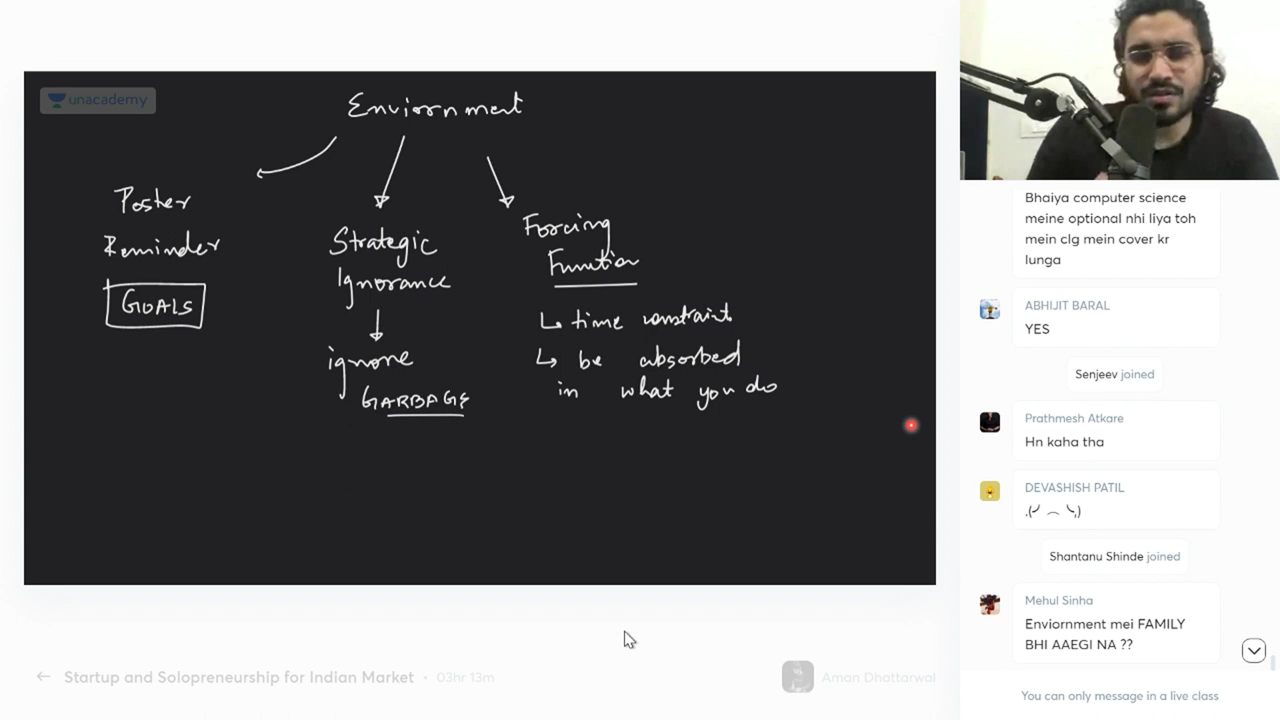 unacademy
Enviornment
Poster
Reminder
GOALS
Strategic
Ignorance
ignore
GARBAGE
Forcing
Function
↳ time constraint
↳ be absorbed
in what you do
Bhaiya computer science
meine optional nhi liya toh
mein clg mein cover kr
lunga
ABHIJIT BARAL
YES
Senjeev joined
Prathmesh Atkare
Hn kaha tha
DEVASHISH PATIL
Shantanu Shinde joined
Mehul Sinha
Enviornment mei FAMILY
BHI AAEGI NA ??
You can only message in a live class
← Startup and Solopreneurship for Indian Market • 03hr 13m
Aman Dhattarwal